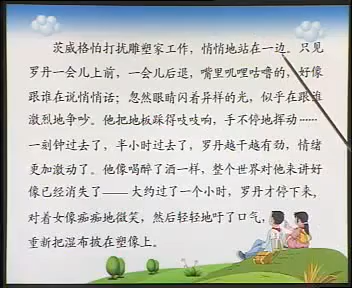 茨威格怕打扰雕塑家工作，悄悄地站在一边。只见
罗丹一会儿上前，一会儿后退，嘴里叽哩咕噜的，好像
跟谁在说悄悄话；忽然眼睛闪着异样的光，似乎在跟谁
激烈地争吵。他把地板踩得吱吱响，手不停地挥动……
一刻钟过去了，半小时过去了，罗丹越干越有劲，情绪
更加激动了。他像喝醉了酒一样，整个世界对他来讲好
像已经消失了——大约过了一个小时，罗丹才停下来，
对着女像痴痴地微笑，然后轻轻地吁了口气，
重新把湿布披在塑像上。